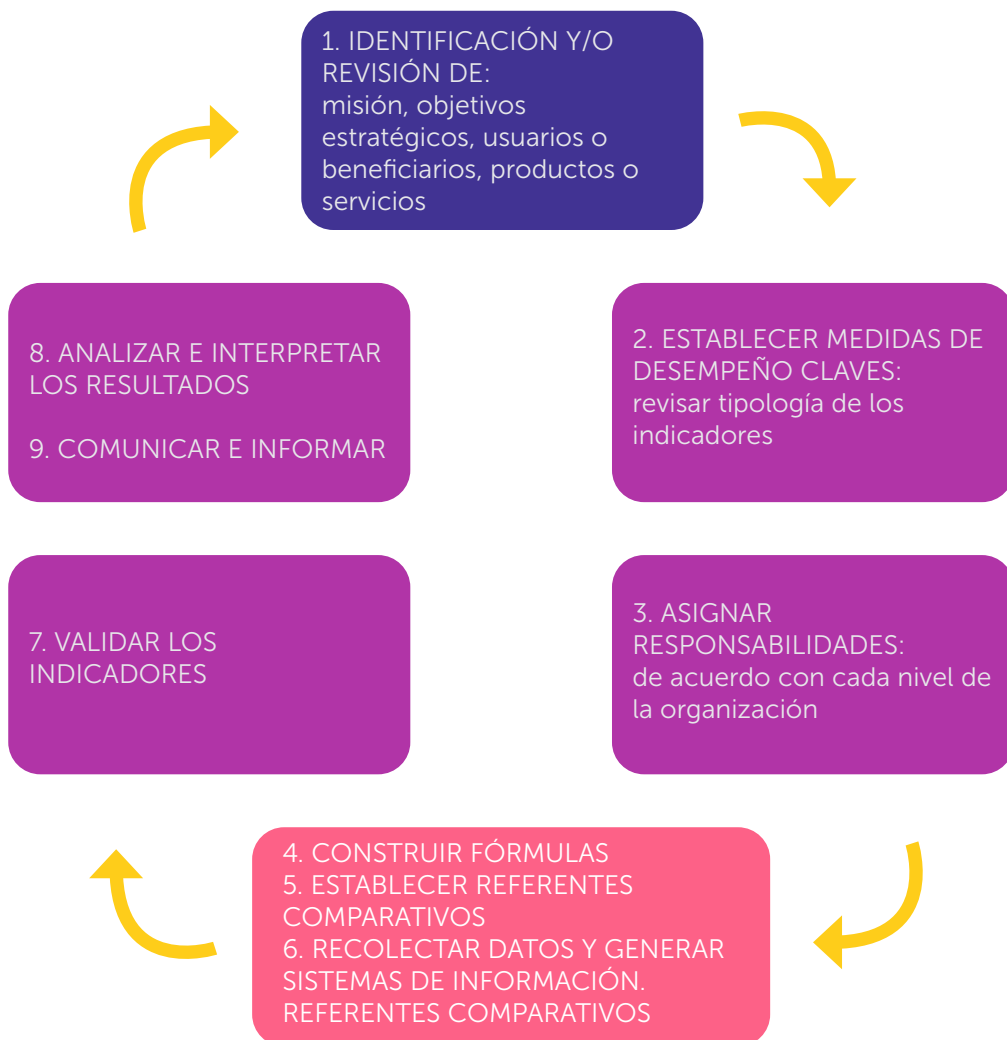 1. IDENTIFICACIÓN Y/O
REVISIÓN DE:
misión, objetivos
estratégicos, usuarios o
beneficiarios, productos o
servicios
2. ESTABLECER MEDIDAS DE
DESEMPEÑO CLAVES:
revisar tipología de los
indicadores
3. ASIGNAR
RESPONSABILIDADES:
de acuerdo con cada nivel de
la organización
4. CONSTRUIR FÓRMULAS
5. ESTABLECER REFERENTES
COMPARATIVOS
6. RECOLECTAR DATOS Y GENERAR
SISTEMAS DE INFORMACIÓN.
REFERENTES COMPARATIVOS
7. VALIDAR LOS
INDICADORES
8. ANALIZAR E INTERPRETAR
LOS RESULTADOS
9. COMUNICAR E INFORMAR